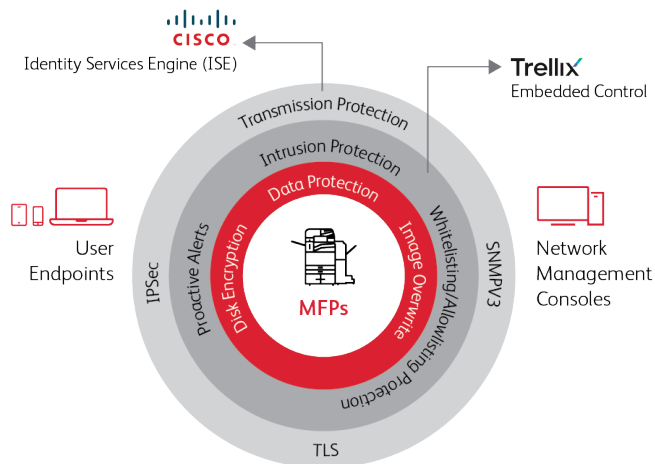 CISCO
Identity Services Engine (ISE)
Trellix
Embedded Control
Transmission Protection
Intrusion Protection
Data Protection
User
Endpoints
IPSec
Proactive Alerts
Disk Encryption
MFPs
Image Overwrite
Whitelisting/Allowlisting Protection
SNMPV3
Network
Management
Consoles
TLS